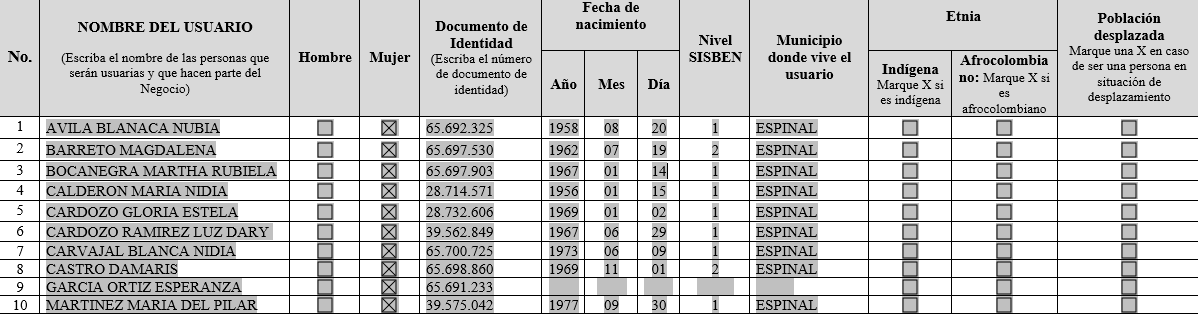 No.
NOMBRE DEL USUARIO
(Escriba el nombre de las personas que
serán usuarias y que hacen parte del
Negocio)
Hombre
Mujer
Documento de
Identidad
(Escriba el número
de documento de
identidad)
Fecha de
nacimiento
Año
Mes
Día
Nivel
SISBEN
Municipio
donde vive el
usuario
Etnia
Indígena
Marque X si
es indígena
Afrocolombia
no: Marque X si
es
afrocolombiano
Población
desplazada
Marque una X en caso
de ser una persona en
situación de
desplazamiento
1 AVILA BLANACA NUBIA ☐ ☒ 65.692.325 1958 08 20 1 ESPINAL ☐ ☐ ☐
2 BARRETO MAGDALENA ☐ ☒ 65.697.530 1962 07 19 2 ESPINAL ☐ ☐ ☐
3 BOCANEGRA MARTHA RUBIELA ☐ ☒ 65.697.903 1967 01 14 1 ESPINAL ☐ ☐ ☐
4 CALDERON MARIA NIDIA ☐ ☒ 28.714.571 1956 01 15 1 ESPINAL ☐ ☐ ☐
5 CARDOZO GLORIA ESTELA ☐ ☒ 28.732.606 1969 01 02 1 ESPINAL ☐ ☐ ☐
6 CARDOZO RAMIREZ LUZ DARY ☐ ☒ 39.562.849 1967 06 29 1 ESPINAL ☐ ☐ ☐
7 CARVAJAL BLANCA NIDIA ☐ ☒ 65.700.725 1973 06 09 1 ESPINAL ☐ ☐ ☐
8 CASTRO DAMARIS ☐ ☒ 65.698.860 1969 11 01 2 ESPINAL ☐ ☐ ☐
9 GARCIA ORTIZ ESPERANZA ☐ ☒ 65.691.233 ☐ ☐ ☐
10 MARTINEZ MARIA DEL PILAR ☐ ☒ 39.575.042 1977 09 30 1 ESPINAL ☐ ☐ ☐